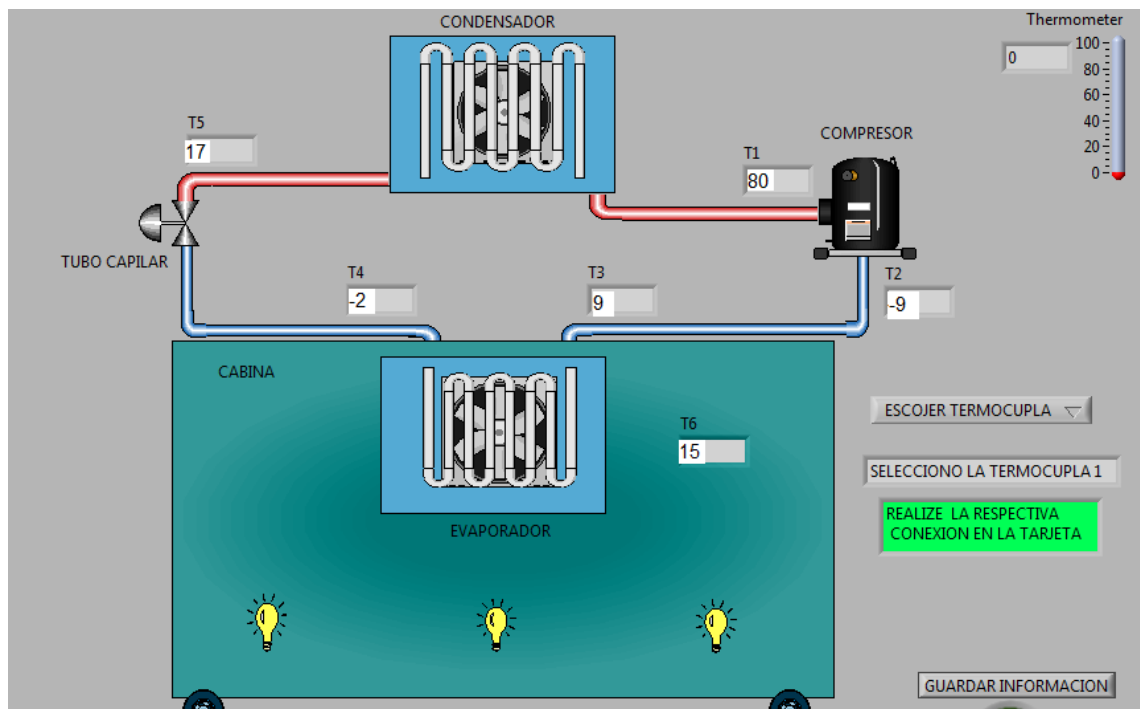 CONDENSADOR
Thermometer
0
100
80
60
40
20
0
T5
17
COMPRESOR
T1
80
TUBO CAPILAR
T4
-2
T3
9
T2
-9
CABINA
ESCOJER TERMOCUPLA
T6
15
SELECCIONO LA TERMOCUPLA 1
REALIZE LA RESPECTIVA
CONEXION EN LA TARJETA
EVAPORADOR
GUARDAR INFORMACION